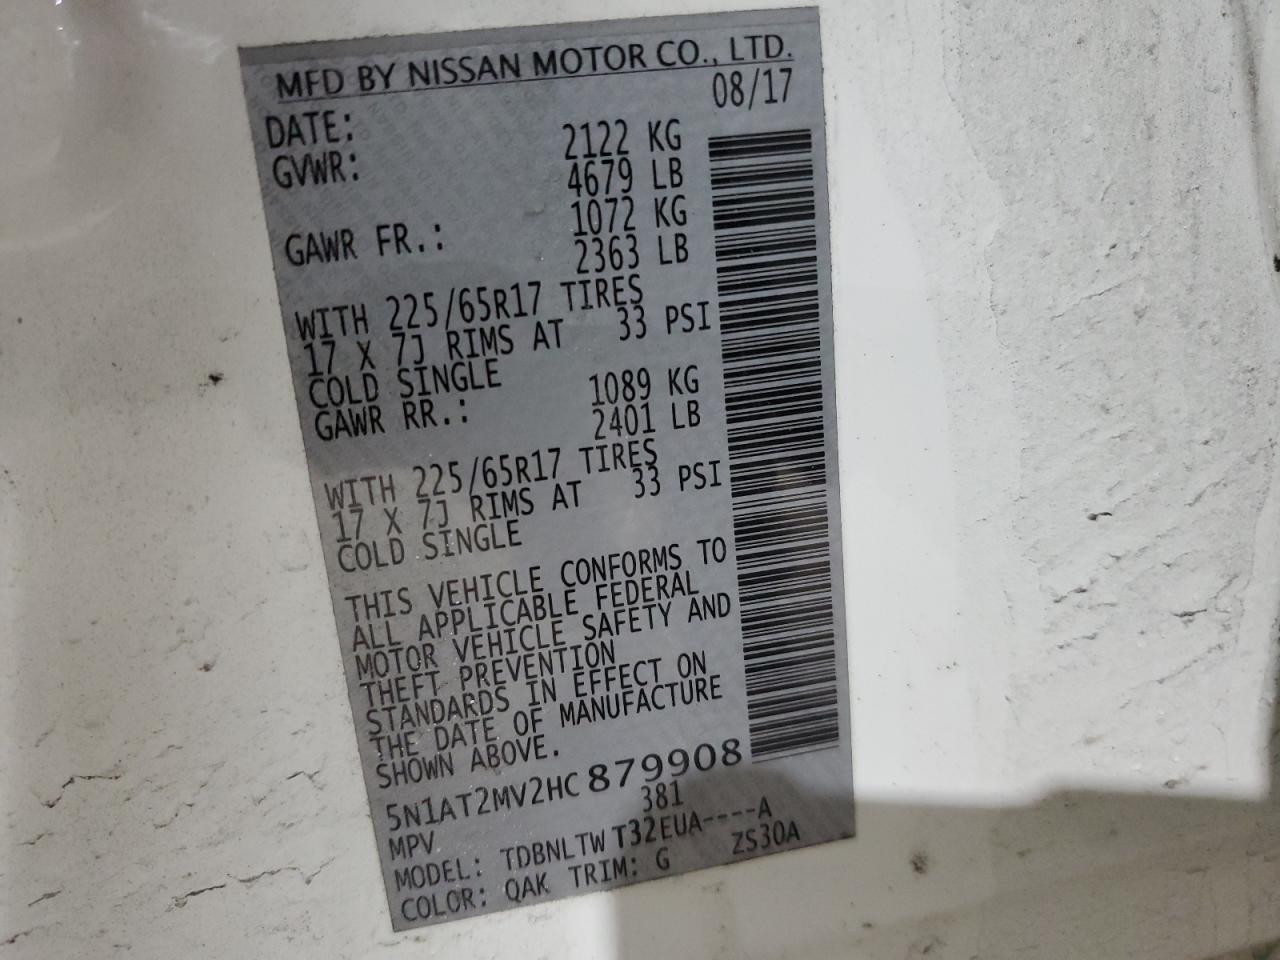 MFD BY NISSAN MOTOR CO., LTD.
DATE: 08/17
GVWR: 2122 KG
4679 LB
GAWR FR.: 1072 KG
2363 LB
WITH 225/65R17 TIRES
17 X 7J RIMS AT 33 PSI
COLD SINGLE
GAWR RR.: 1089 KG
2401 LB
WITH 225/65R17 TIRES
17 X 7J RIMS AT 33 PSI
COLD SINGLE
THIS VEHICLE CONFORMS TO
ALL APPLICABLE FEDERAL
MOTOR VEHICLE SAFETY AND
THEFT PREVENTION
STANDARDS IN EFFECT ON
THE DATE OF MANUFACTURE
SHOWN ABOVE.
5N1AT2MV2HC879908
MPV 381
MODEL: TDBNLTWT32EUA----A
COLOR: QAK TRIM: G ZS30A